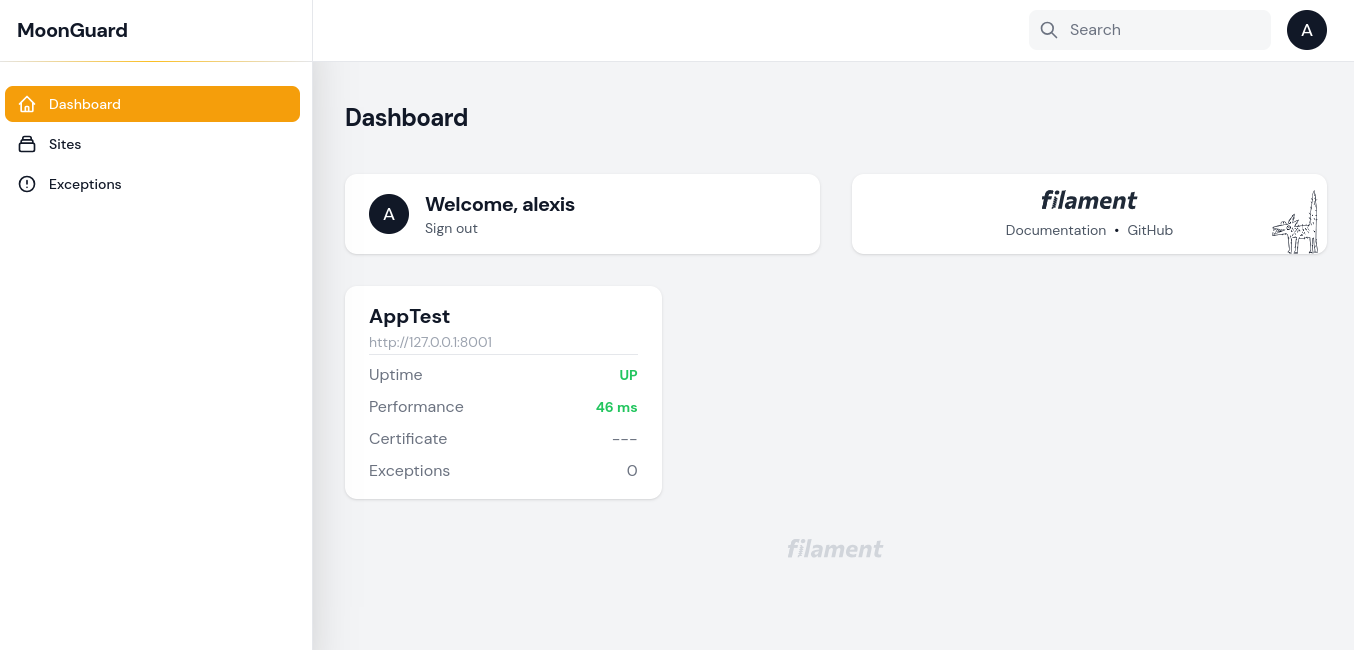 MoonGuard
Search
A
Dashboard
Sites
Exceptions
Dashboard
A
Welcome, alexis
Sign out
filament
Documentation • GitHub
AppTest
http://127.0.0.1:8001
Uptime UP
Performance 46 ms
Certificate ---
Exceptions 0
filament